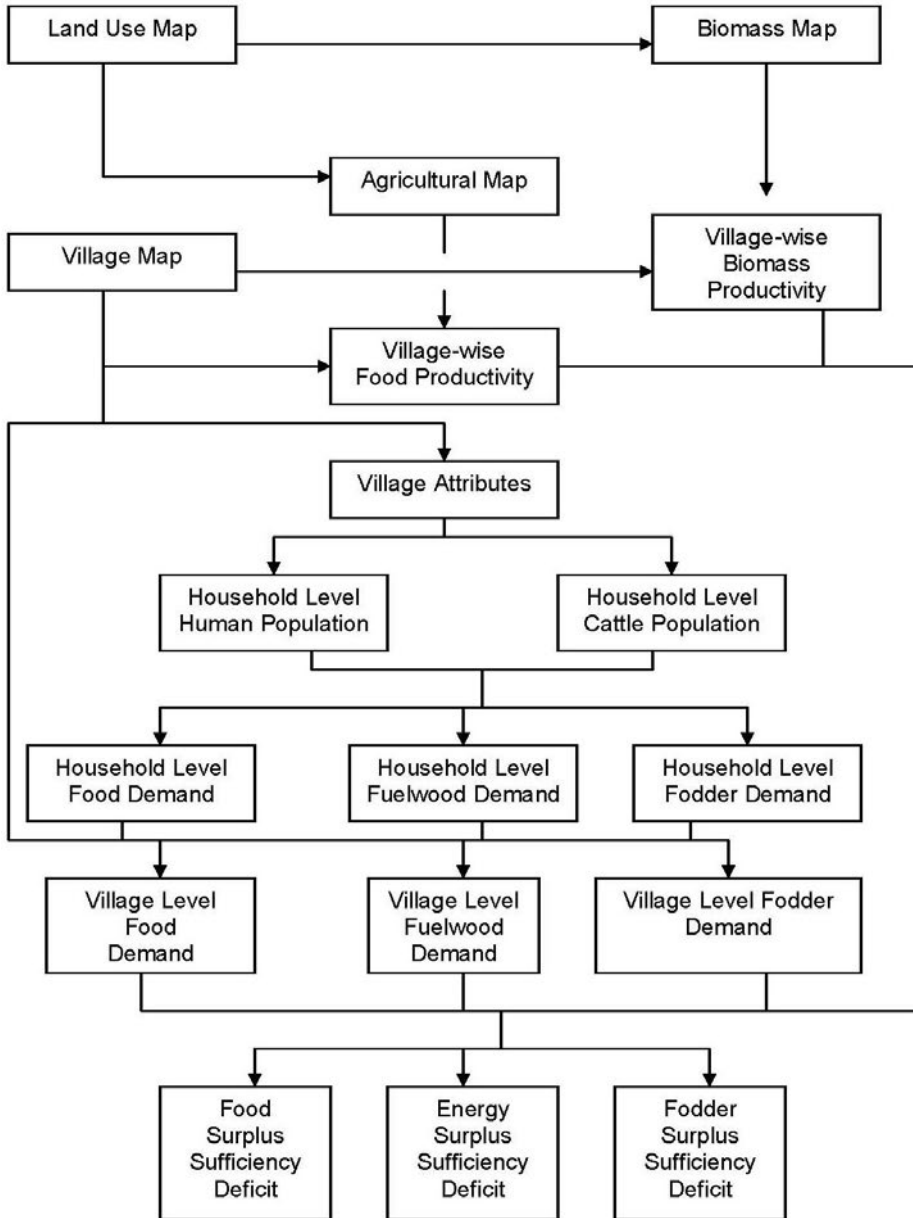 Land Use Map
Biomass Map
Agricultural Map
Village Map
Village-wise
Biomass
Productivity
Village-wise
Food Productivity
Village Attributes
Household Level
Human Population
Household Level
Cattle Population
Household Level
Food Demand
Household Level
Fuelwood Demand
Household Level
Fodder Demand
Village Level
Food
Demand
Village Level
Fuelwood
Demand
Village Level Fodder
Demand
Food
Surplus
Sufficiency
Deficit
Energy
Surplus
Sufficiency
Deficit
Fodder
Surplus
Sufficiency
Deficit